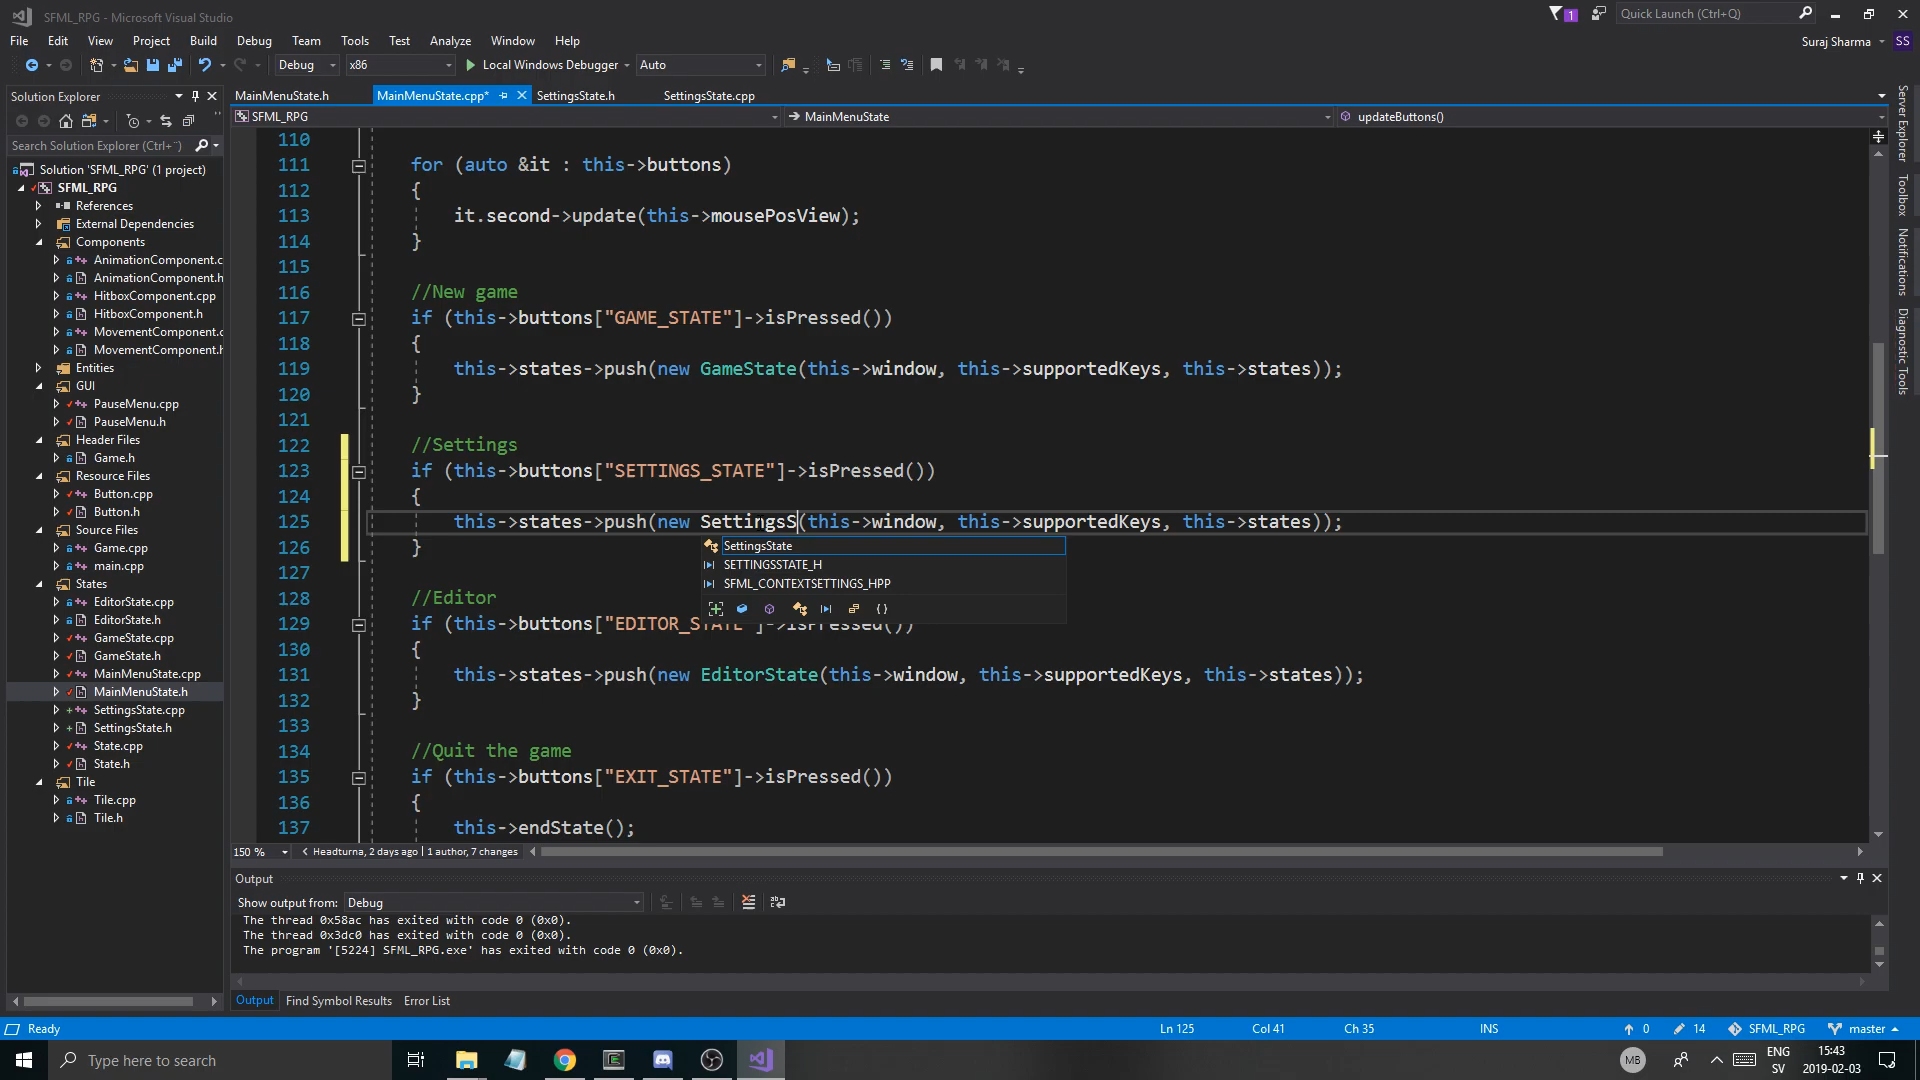 SFML_RPG - Microsoft Visual Studio
1
Quick Launch (Ctrl+Q)
File Edit View Project Build Debug Team Tools Test Analyze Window Help
Suraj Sharma SS
Debug x86 Local Windows Debugger Auto
Solution Explorer
MainMenuState.h MainMenuState.cpp* SettingsState.h SettingsState.cpp
SFML_RPG MainMenuState updateButtons()
Search Solution Explorer (Ctrl+¨)
Solution 'SFML_RPG' (1 project)
SFML_RPG
References
External Dependencies
Components
AnimationComponent.c
AnimationComponent.h
HitboxComponent.cpp
HitboxComponent.h
MovementComponent.c
MovementComponent.h
Entities
GUI
PauseMenu.cpp
PauseMenu.h
Header Files
Game.h
Resource Files
Button.cpp
Button.h
Source Files
Game.cpp
main.cpp
States
EditorState.cpp
EditorState.h
GameState.cpp
GameState.h
MainMenuState.cpp
MainMenuState.h
SettingsState.cpp
SettingsState.h
State.cpp
State.h
Tile
Tile.cpp
Tile.h
110
111 for (auto &it : this->buttons)
112 {
113 it.second->update(this->mousePosView);
114 }
115
116 //New game
117 if (this->buttons["GAME_STATE"]->isPressed())
118 {
119 this->states->push(new GameState(this->window, this->supportedKeys, this->states));
120 }
121
122 //Settings
123 if (this->buttons["SETTINGS_STATE"]->isPressed())
124 {
125 this->states->push(new SettingsS(this->window, this->supportedKeys, this->states));
126 }
SettingsState
SETTINGSSTATE_H
SFML_CONTEXTSETTINGS_HPP
127
128 //Editor
129 if (this->buttons["EDITOR_STATE"]->isPressed())
130 {
131 this->states->push(new EditorState(this->window, this->supportedKeys, this->states));
132 }
133
134 //Quit the game
135 if (this->buttons["EXIT_STATE"]->isPressed())
136 {
137 this->endState();
150 % Headturna, 2 days ago | 1 author, 7 changes
Server Explorer
Toolbox
Notifications
Diagnostic Tools
Output
Show output from: Debug
The thread 0x58ac has exited with code 0 (0x0).
The thread 0x3dc0 has exited with code 0 (0x0).
The program '[5224] SFML_RPG.exe' has exited with code 0 (0x0).
Output Find Symbol Results Error List
Ready Ln 125 Col 41 Ch 35 INS 0 14 SFML_RPG master
Type here to search
MB
ENG
SV
15:43
2019-02-03